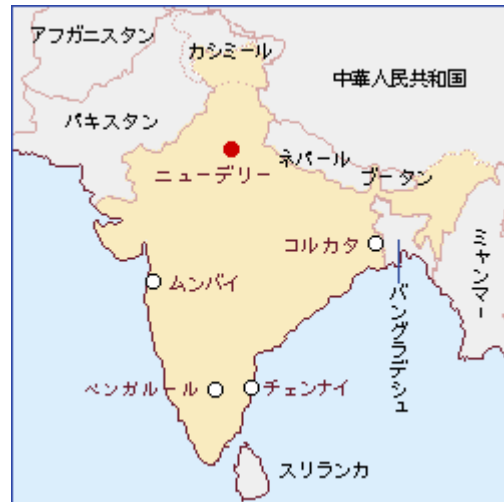 アフガニスタン
カシミール
中華人民共和国
パキスタン
ネパール
ニューデリー
ブータン
コルカタ
ミャンマー
ムンバイ
バングラデシュ
ベンガルール
チェンナイ
スリランカ